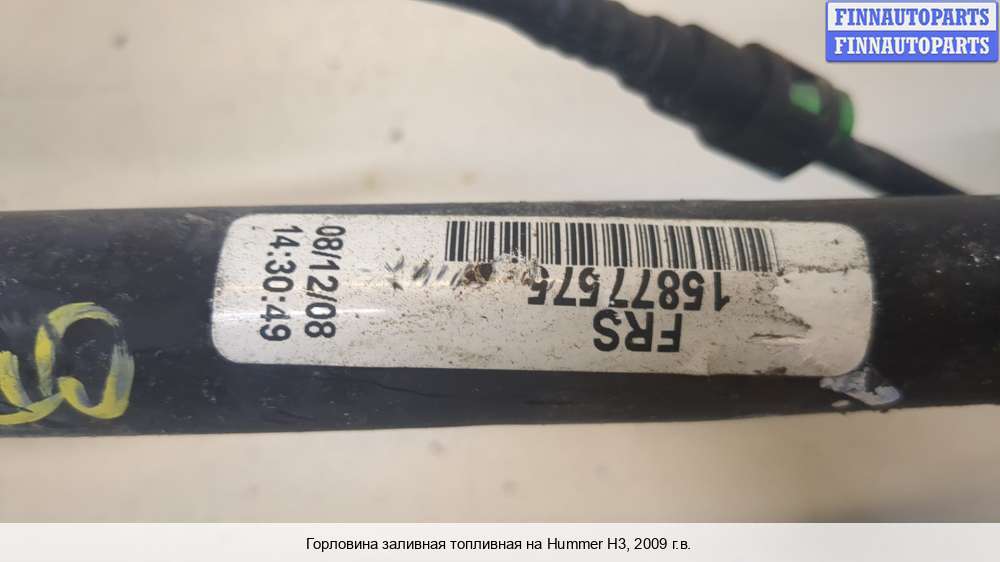 FINNAUTOPARTS
FINNAUTOPARTS
08/12/08
14:30:49
15877575
FRS
Горловина заливная топливная на Hummer H3, 2009 г.в.